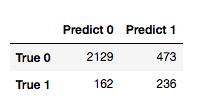 Predict 0 Predict 1
True 0 2129 473
True 1 162 236